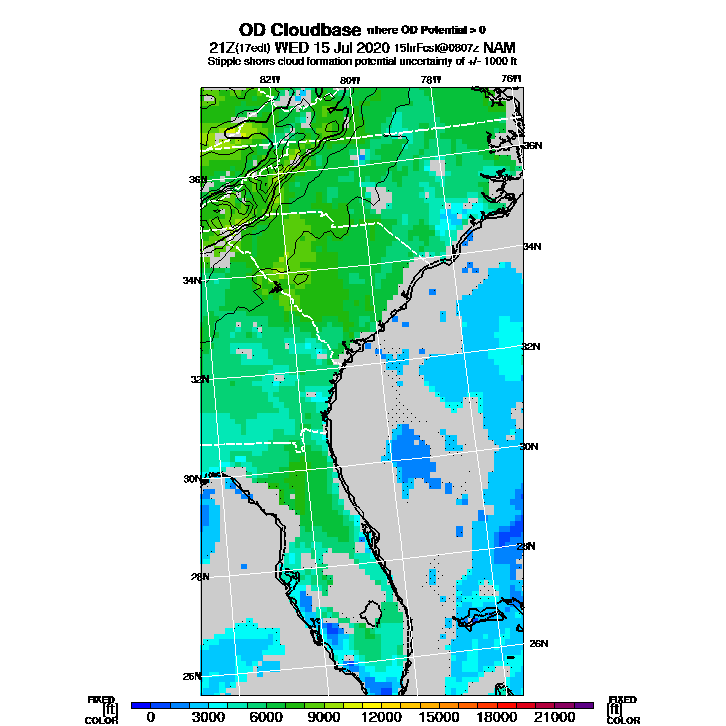 OD Cloudbase where OD Potential > 0
21Z(17edt) WED 15 Jul 2020 15hrFcst@0807z NAM
Stipple shows cloud formation potential uncertainty of +/- 1000 ft
82W 80W 78W 76W
36N
36N
34N
34N
32N
32N
30N
30N
28N
28N
26N
26N
FIXED FIXED
[ft] [ft]
COLOR COLOR
0 3000 6000 9000 12000 15000 18000 21000